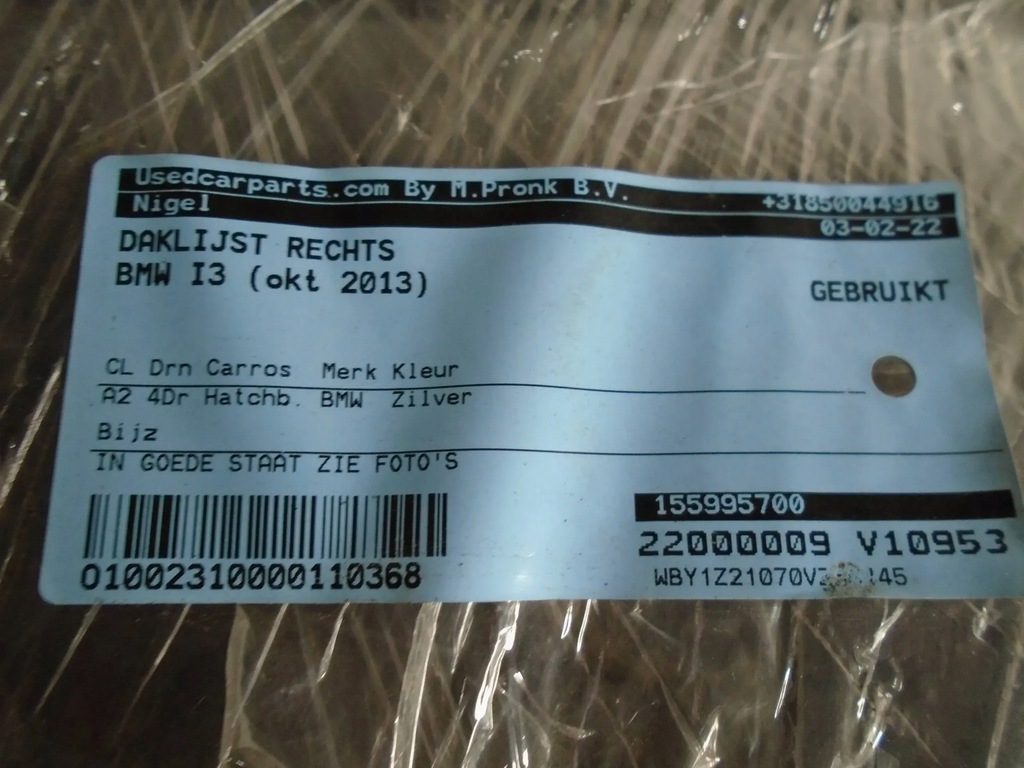 Usedcarparts.com By M.Pronk B.V. +31850044916
Nigel 03-02-22
DAKLIJST RECHTS
BMW I3 (okt 2013)
GEBRUIKT
CL Drn Carros Merk Kleur
A2 4Dr Hatchb. BMW Zilver
Bijz
IN GOEDE STAAT ZIE FOTO'S
155995700
22000009 V10953
01002310000110368